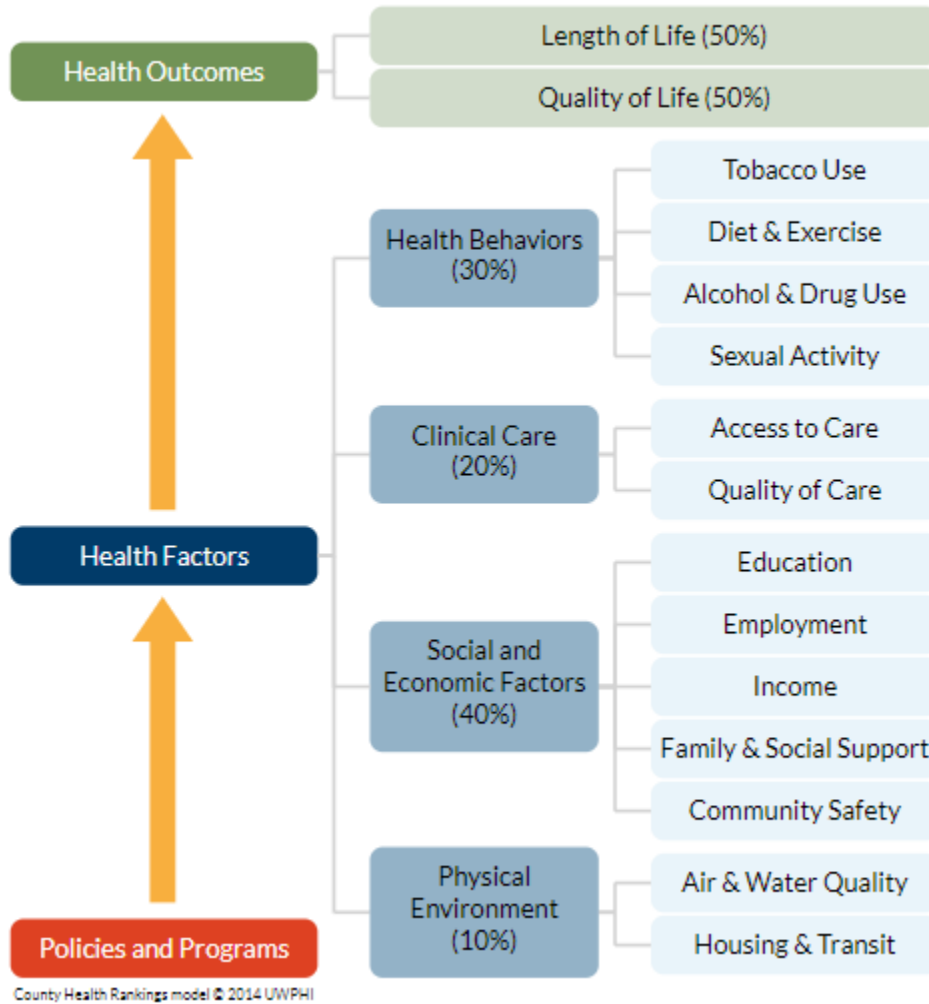 Health Outcomes
Length of Life (50%)
Quality of Life (50%)
Health Behaviors
(30%)
Tobacco Use
Diet & Exercise
Alcohol & Drug Use
Sexual Activity
Clinical Care
(20%)
Access to Care
Quality of Care
Health Factors
Social and
Economic Factors
(40%)
Education
Employment
Income
Family & Social Support
Community Safety
Physical
Environment
(10%)
Air & Water Quality
Housing & Transit
Policies and Programs
County Health Rankings model © 2014 UWPHI